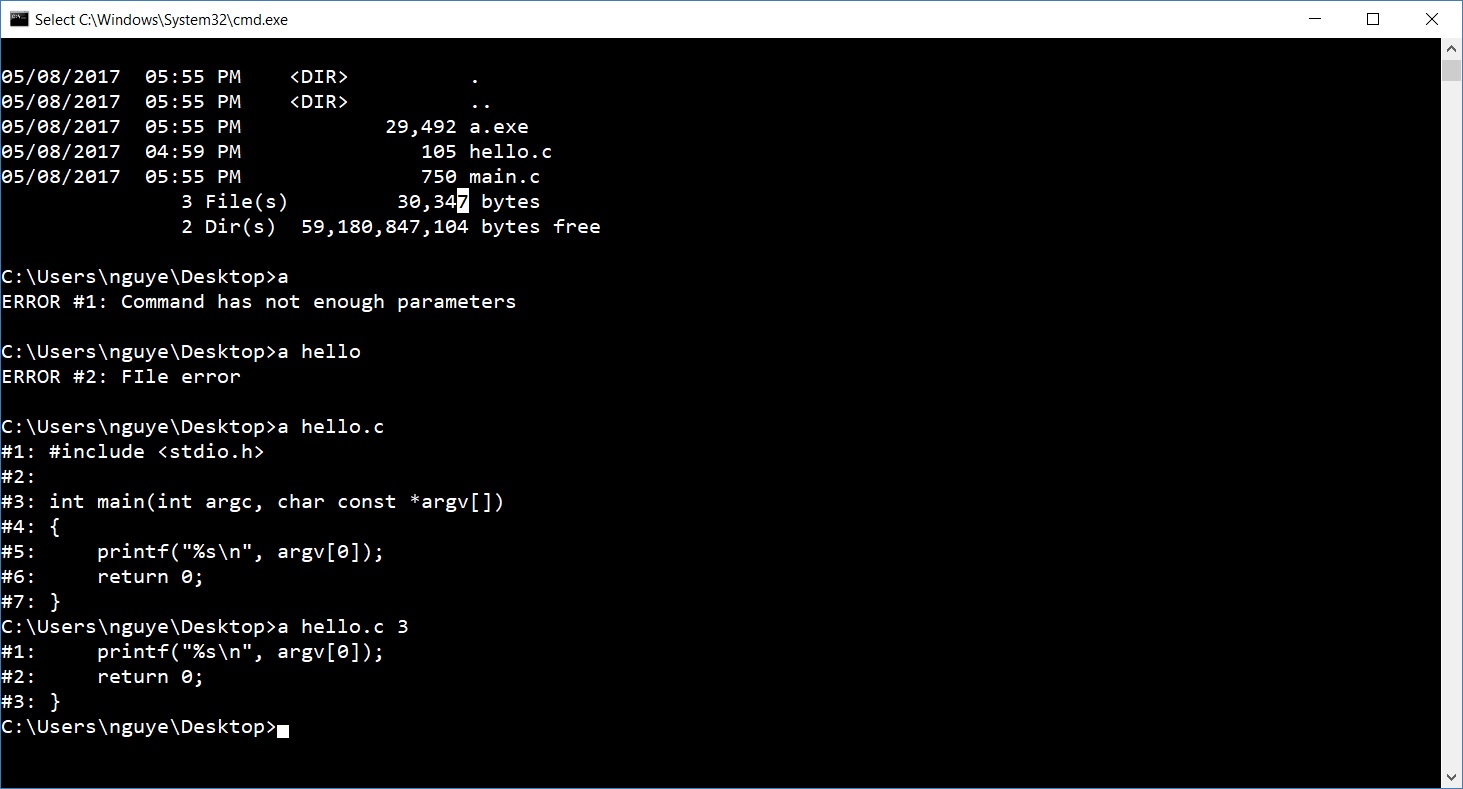 Select C:\Windows\System32\cmd.exe
05/08/2017  05:55 PM    <DIR>          .
05/08/2017  05:55 PM    <DIR>          ..
05/08/2017  05:55 PM            29,492 a.exe
05/08/2017  04:59 PM               105 hello.c
05/08/2017  05:55 PM               750 main.c
               3 File(s)         30,347 bytes
               2 Dir(s)  59,180,847,104 bytes free
C:\Users\nguye\Desktop>a
ERROR #1: Command has not enough parameters
C:\Users\nguye\Desktop>a hello
ERROR #2: FIle error
C:\Users\nguye\Desktop>a hello.c
#1: #include <stdio.h>
#2:
#3: int main(int argc, char const *argv[])
#4: {
#5:     printf("%s\n", argv[0]);
#6:     return 0;
#7: }
C:\Users\nguye\Desktop>a hello.c 3
#1:     printf("%s\n", argv[0]);
#2:     return 0;
#3: }
C:\Users\nguye\Desktop>